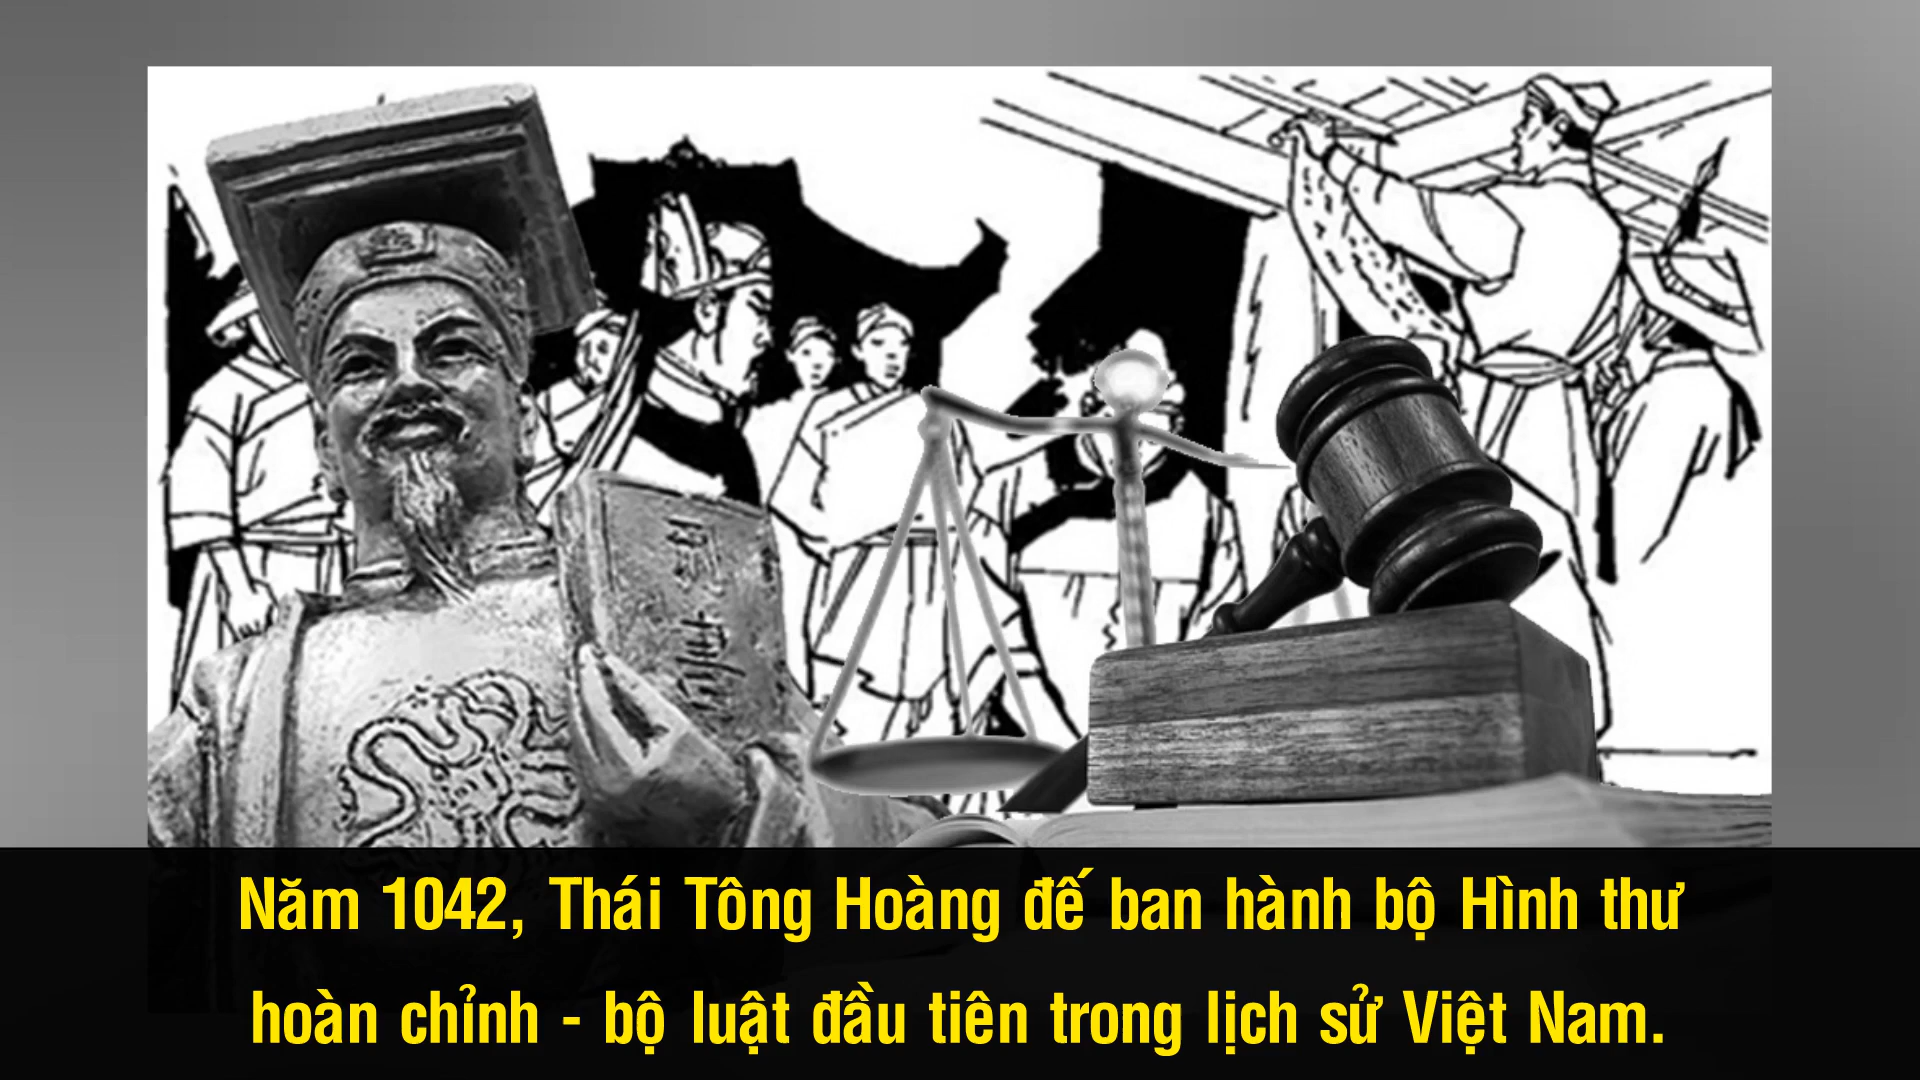 Năm 1042, Thái Tông Hoàng đế ban hành bộ Hình thư
hoàn chỉnh - bộ luật đầu tiên trong lịch sử Việt Nam.